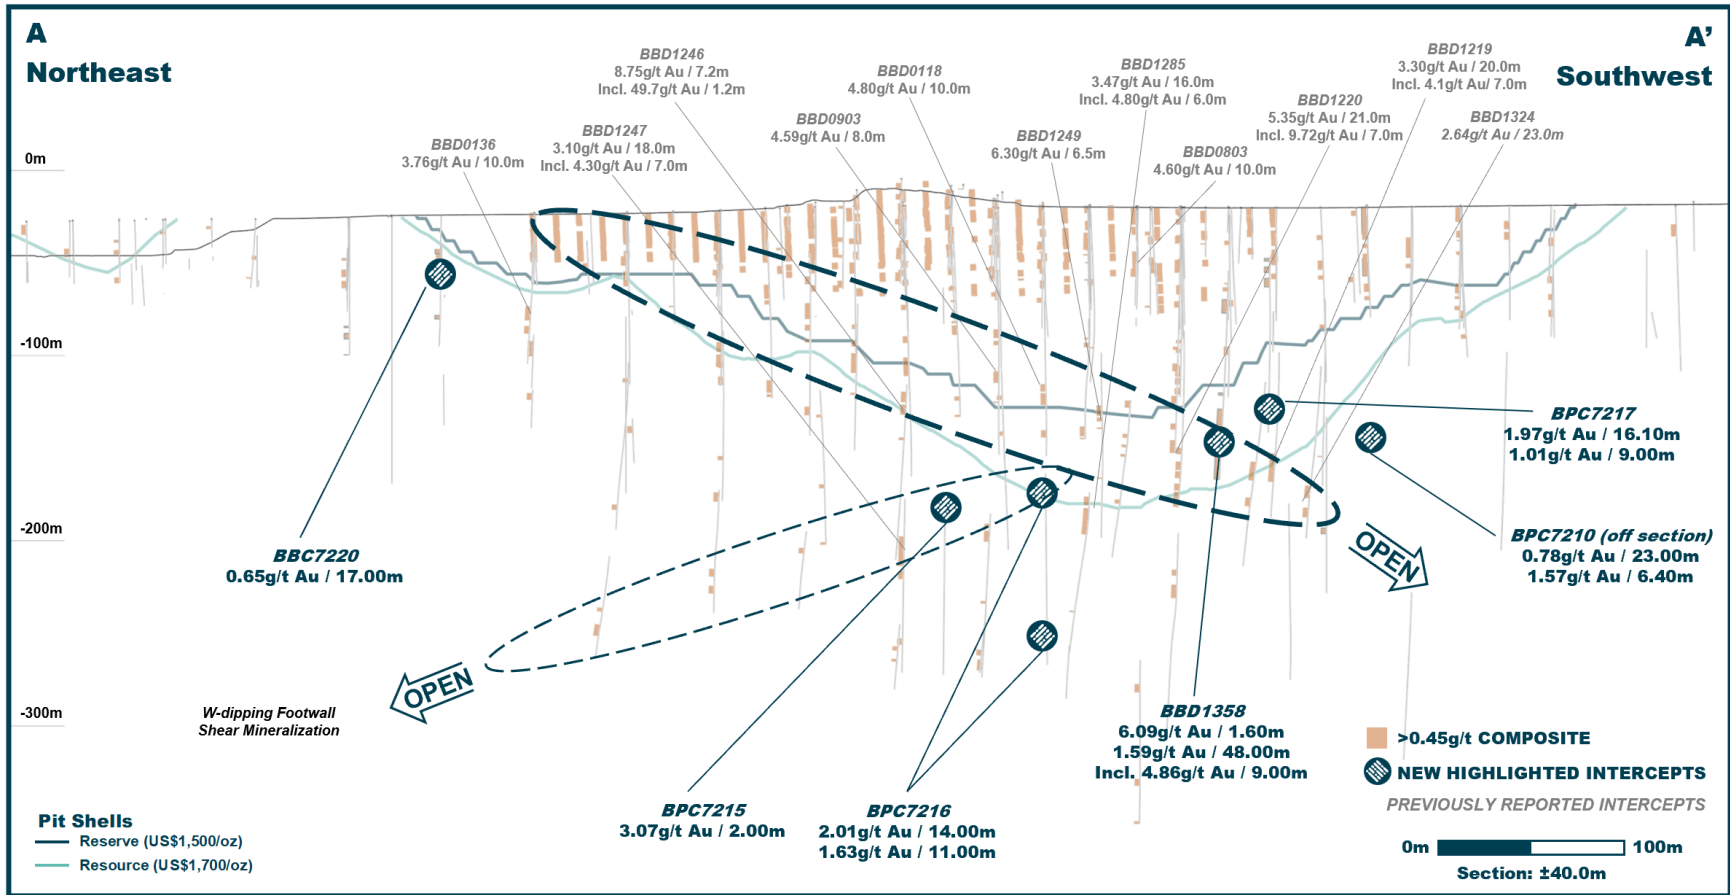 A
Northeast
A'
Southwest
BBD1246
8.75g/t Au / 7.2m
Incl. 49.7g/t Au / 1.2m
BBD0118
4.80g/t Au / 10.0m
BBD1285
3.47g/t Au / 16.0m
Incl. 4.80g/t Au / 6.0m
BBD1219
3.30g/t Au / 20.0m
Incl. 4.1g/t Au/ 7.0m
BBD1220
5.35g/t Au / 21.0m
Incl. 9.72g/t Au / 7.0m
BBD1324
2.64g/t Au / 23.0m
BBD0136
3.76g/t Au / 10.0m
BBD1247
3.10g/t Au / 18.0m
Incl. 4.30g/t Au / 7.0m
BBD0903
4.59g/t Au / 8.0m
BBD1249
6.30g/t Au / 6.5m
BBD0803
4.60g/t Au / 10.0m
0m
-100m
-200m
-300m
BPC7217
1.97g/t Au / 16.10m
1.01g/t Au / 9.00m
BPC7210 (off section)
0.78g/t Au / 23.00m
1.57g/t Au / 6.40m
OPEN
BBC7220
0.65g/t Au / 17.00m
OPEN
W-dipping Footwall
Shear Mineralization
BBD1358
6.09g/t Au / 1.60m
1.59g/t Au / 48.00m
Incl. 4.86g/t Au / 9.00m
BPC7215
3.07g/t Au / 2.00m
BPC7216
2.01g/t Au / 14.00m
1.63g/t Au / 11.00m
>0.45g/t COMPOSITE
NEW HIGHLIGHTED INTERCEPTS
PREVIOUSLY REPORTED INTERCEPTS
Pit Shells
Reserve (US$1,500/oz)
Resource (US$1,700/oz)
0m
100m
Section: ±40.0m